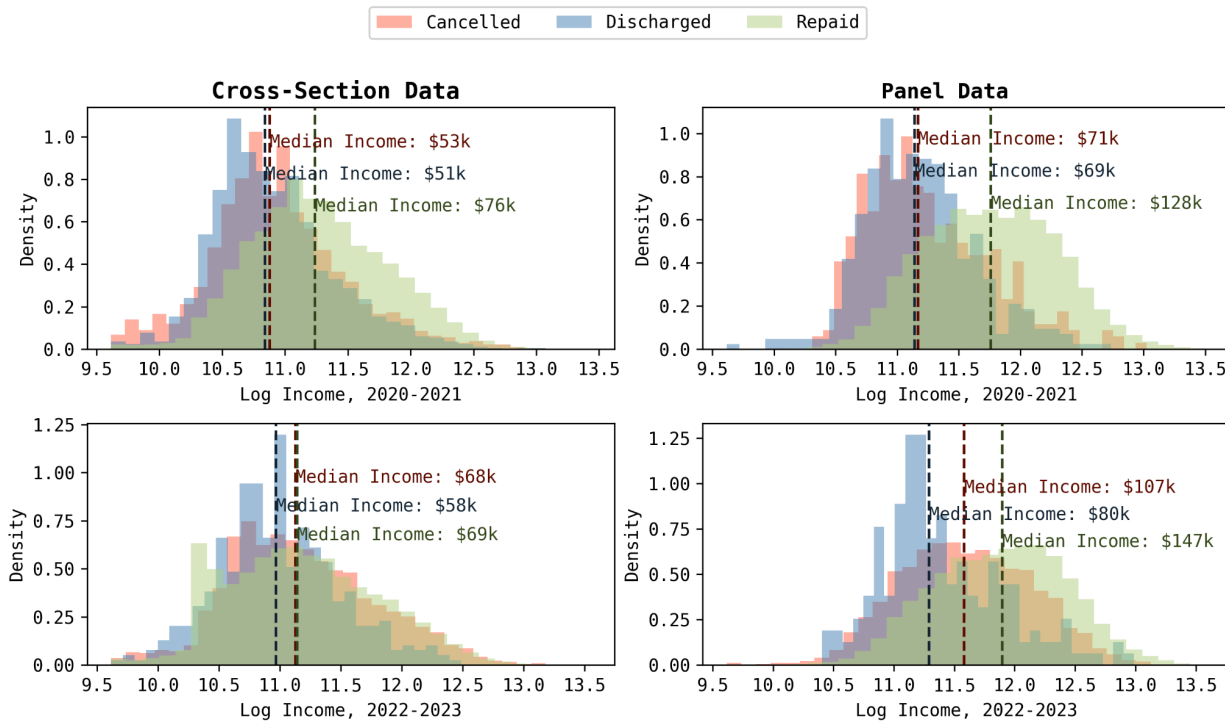 Cancelled Discharged Repaid
Cross-Section Data
Density
1.0
0.8
0.6
0.4
0.2
0.0
Median Income: $53k
Median Income: $51k
Median Income: $76k
9.5 10.0 10.5 11.0 11.5 12.0 12.5 13.0 13.5
Log Income, 2020-2021
Panel Data
Density
1.0
0.8
0.6
0.4
0.2
0.0
Median Income: $71k
Median Income: $69k
Median Income: $128k
9.5 10.0 10.5 11.0 11.5 12.0 12.5 13.0 13.5
Log Income, 2020-2021
Density
1.25
1.00
0.75
0.50
0.25
0.00
Median Income: $68k
Median Income: $58k
Median Income: $69k
9.5 10.0 10.5 11.0 11.5 12.0 12.5 13.0 13.5
Log Income, 2022-2023
Density
1.25
1.00
0.75
0.50
0.25
0.00
Median Income: $107k
Median Income: $80k
Median Income: $147k
9.5 10.0 10.5 11.0 11.5 12.0 12.5 13.0 13.5
Log Income, 2022-2023